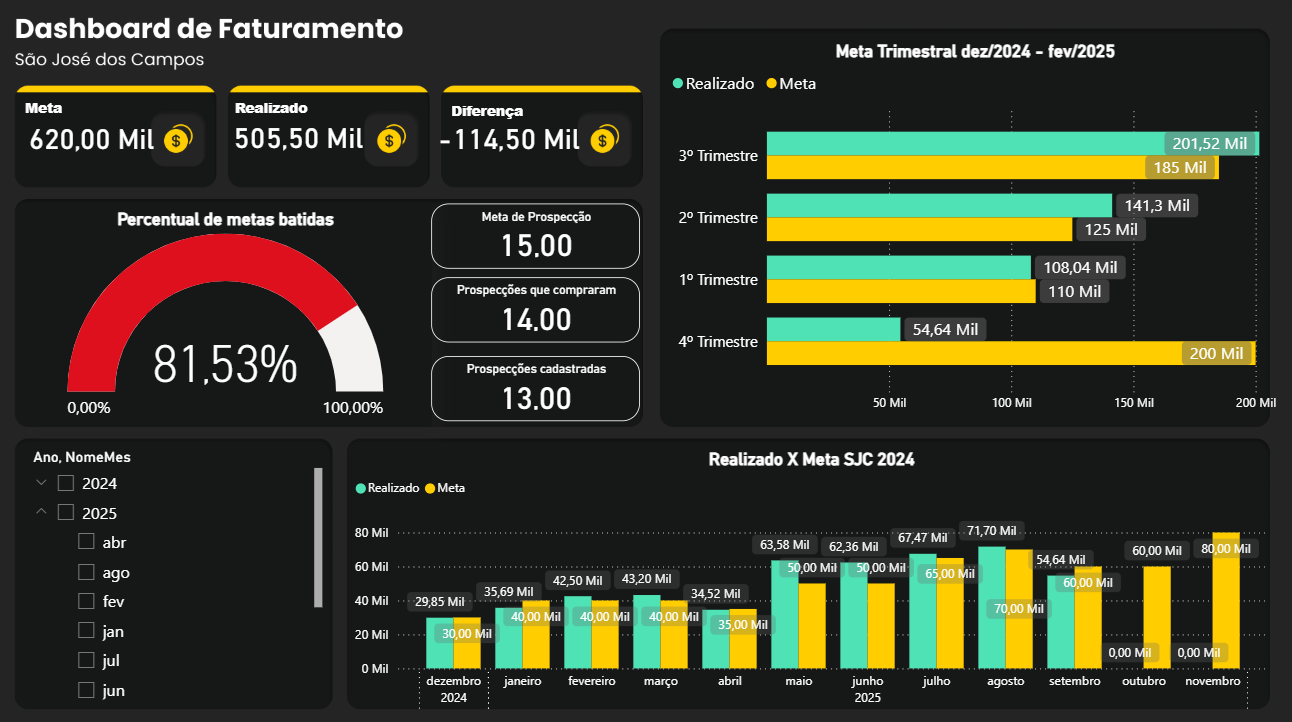 Dashboard de Faturamento
São José dos Campos
Meta
620,00 Mil
Realizado
505,50 Mil
Diferença
-114,50 Mil
Percentual de metas batidas
81,53%
0,00%
100,00%
Meta de Prospecção
15,00
Prospecções que compraram
14,00
Prospecções cadastradas
13,00
Meta Trimestral dez/2024 - fev/2025
Realizado Meta
3º Trimestre
201,52 Mil
185 Mil
2º Trimestre
141,3 Mil
125 Mil
1º Trimestre
108,04 Mil
110 Mil
4º Trimestre
54,64 Mil
200 Mil
50 Mil 100 Mil 150 Mil 200 Mil
Ano, NomeMes
2024
2025
abr
ago
fev
jan
jul
jun
Realizado X Meta SJC 2024
Realizado Meta
80 Mil
60 Mil
40 Mil
20 Mil
0 Mil
29,85 Mil
30,00 Mil
35,69 Mil
40,00 Mil
42,50 Mil
40,00 Mil
43,20 Mil
40,00 Mil
34,52 Mil
35,00 Mil
63,58 Mil
50,00 Mil
62,36 Mil
50,00 Mil
67,47 Mil
65,00 Mil
71,70 Mil
70,00 Mil
54,64 Mil
60,00 Mil
0,00 Mil
60,00 Mil
0,00 Mil
80,00 Mil
dezembro janeiro fevereiro março abril maio junho julho agosto setembro outubro novembro
2024 2025